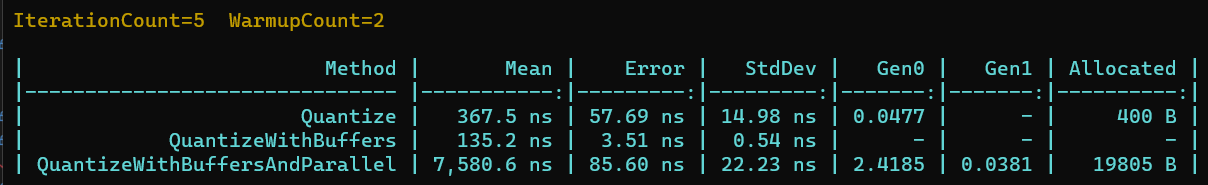 IterationCount=5  WarmupCount=2
|                        Method |       Mean |    Error |   StdDev |   Gen0 |   Gen1 | Allocated |
|------------------------------ |-----------:|---------:|---------:|-------:|-------:|----------:|
|                      Quantize |   367.5 ns | 57.69 ns | 14.98 ns | 0.0477 |      - |     400 B |
|           QuantizeWithBuffers |   135.2 ns |  3.51 ns |  0.54 ns |      - |      - |         - |
| QuantizeWithBuffersAndParallel | 7,580.6 ns | 85.60 ns | 22.23 ns | 2.4185 | 0.0381 |   19805 B |